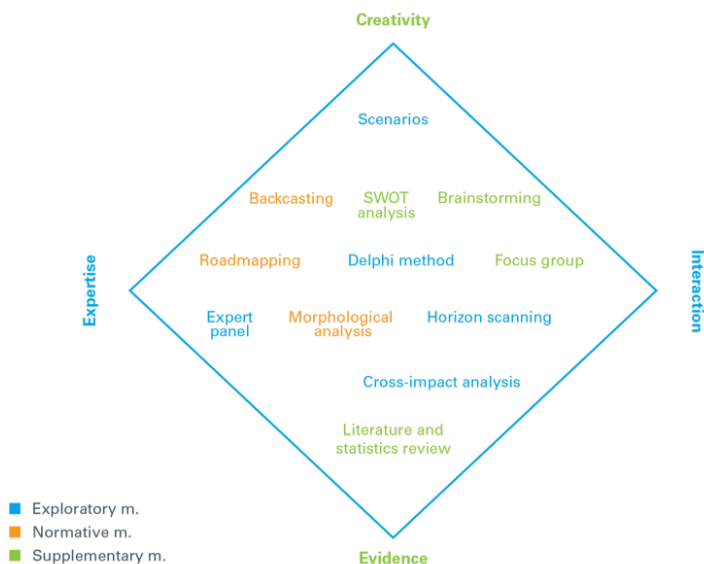 Creativity
Scenarios
Backcasting
SWOT
analysis
Brainstorming
Roadmapping
Delphi method
Focus group
Expertise
Interaction
Expert
panel
Morphological
analysis
Horizon scanning
Cross-impact analysis
Literature and
statistics review
Exploratory m.
Normative m.
Supplementary m.
Evidence